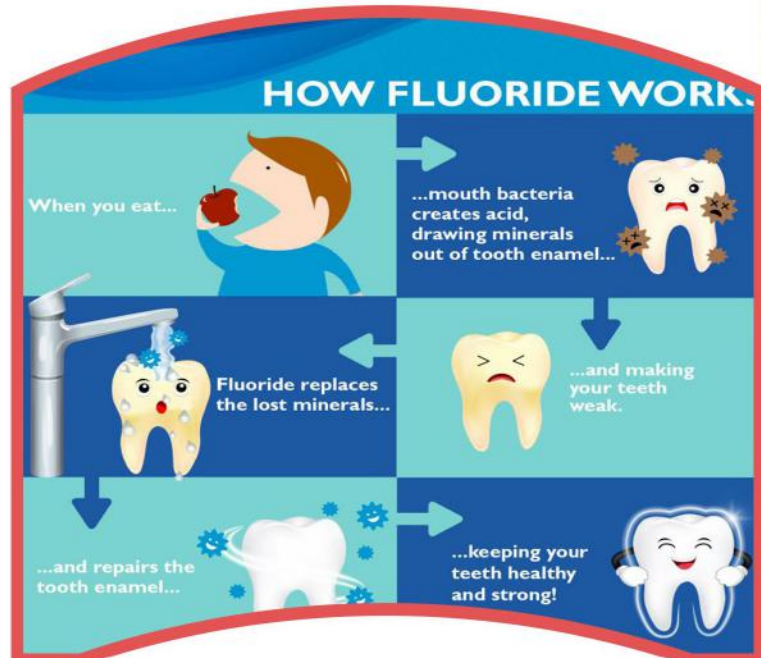 HOW FLUORIDE WORKS
When you eat...
...mouth bacteria
creates acid,
drawing minerals
out of tooth enamel...
...and making
your teeth
weak.
Fluoride replaces
the lost minerals...
...and repairs the
tooth enamel...
...keeping your
teeth healthy
and strong!